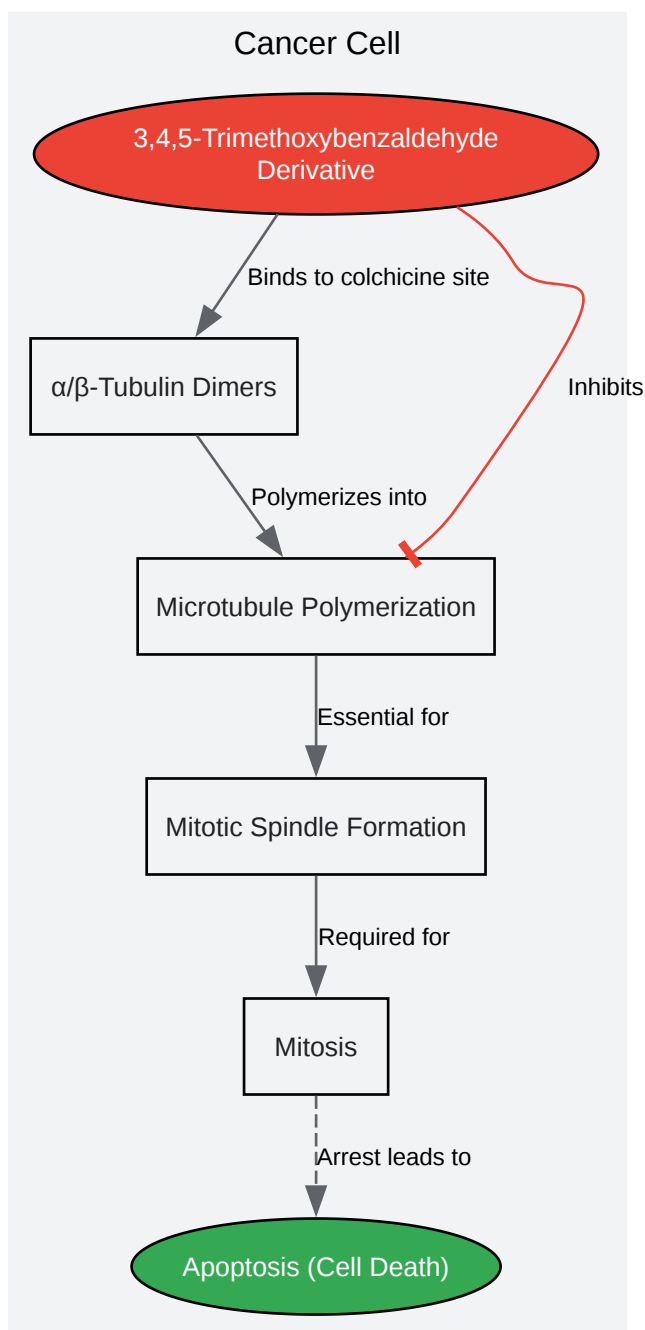 Cancer Cell
3,4,5-Trimethoxybenzaldehyde
Derivative
Binds to colchicine site
α/β-Tubulin Dimers
Inhibits
Polymerizes into
Microtubule Polymerization
Essential for
Mitotic Spindle Formation
Required for
Mitosis
Arrest leads to
Apoptosis (Cell Death)